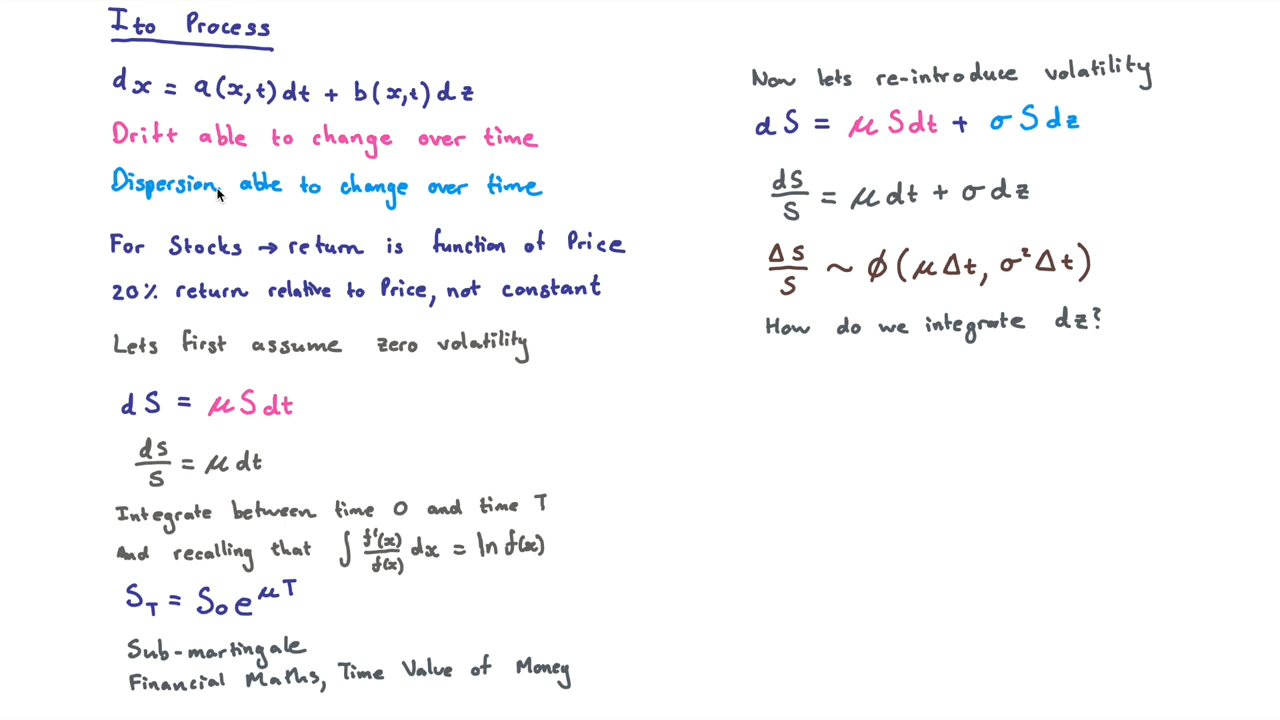 Ito Process
dx = a(x,t)dt + b(x,t)dz
Drift able to change over time
Dispersion able to change over time
For Stocks → return is function of Price
20% return relative to Price, not constant
Lets first assume zero volatility
dS = μSdt
dS/S = μdt
Integrate between time 0 and time T
And recalling that ∫ f'(x)/f(x) dx = ln f(x)
S_T = S_0 e^{μT}
Sub-martingale
Financial Maths, Time Value of Money
Now lets re-introduce volatility
dS = μSdt + σSdz
dS/S = μdt + σdz
ΔS/S ~ φ(μΔt, σ²Δt)
How do we integrate dz?